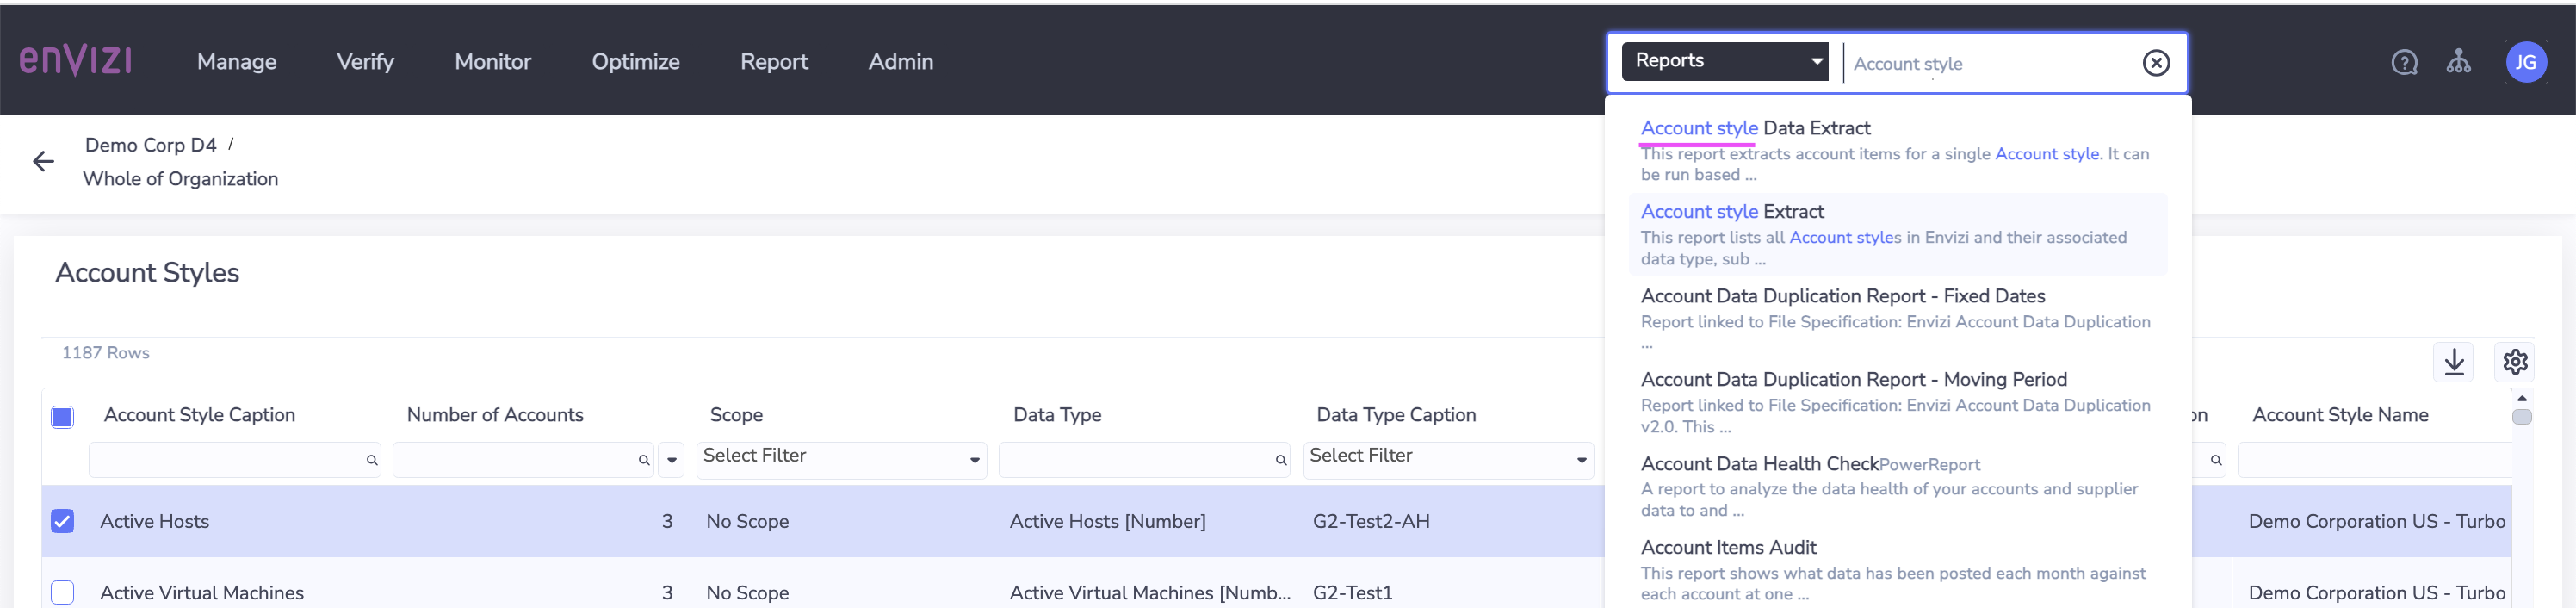 enVIZI
Manage
Verify
Monitor
Optimize
Report
Admin
Reports
Account style
JG
Demo Corp D4 /
Whole of Organization
Account style Data Extract
This report extracts account items for a single Account style. It can
be run based ...
Account style Extract
This report lists all Account styles in Envizi and their associated
data type, sub ...
Account Data Duplication Report - Fixed Dates
Report linked to File Specification: Envizi Account Data Duplication
...
Account Data Duplication Report - Moving Period
Report linked to File Specification: Envizi Account Data Duplication
v2.0. This ...
Account Data Health CheckPowerReport
A report to analyze the data health of your accounts and supplier
data to and ...
Account Items Audit
This report shows what data has been posted each month against
each account at one ...
Account Styles
1187 Rows
Account Style Caption
Number of Accounts
Scope
Data Type
Data Type Caption
on
Account Style Name
Select Filter
Select Filter
Active Hosts
3
No Scope
Active Hosts [Number]
G2-Test2-AH
Demo Corporation US - Turbo
Active Virtual Machines
3
No Scope
Active Virtual Machines [Numb...
G2-Test1
Demo Corporation US - Turbo